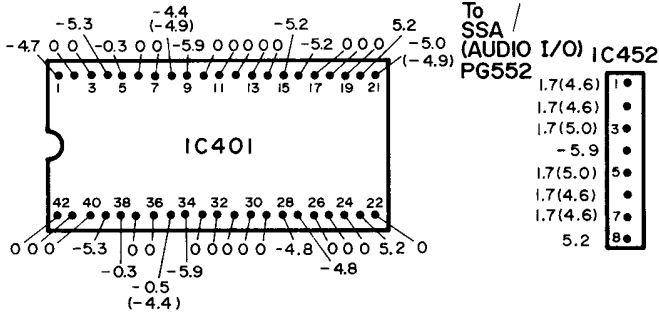 -4.4
(-4.9)
-5.3 -5.2 5.2
-4.7 0 0 -0.3 0 0 -5.9 0 0 0 0 0 -5.2 0 0 0 -5.0
(-4.9)
1 3 5 7 9 11 13 15 17 19 21
IC401
42 40 38 36 34 32 30 28 26 24 22
0 0 0 -5.3 0 0 0 0 0 0 0 -4.8 0 0 0 5.2 0
-0.3 -5.9 -4.8
-0.5
(-4.4)
To
SSA
(AUDIO I/O)
PG552
IC452
1.7(4.6) 1
1.7(4.6)
1.7(5.0) 3
-5.9
1.7(5.0) 5
1.7(4.6)
1.7(4.6) 7
5.2 8